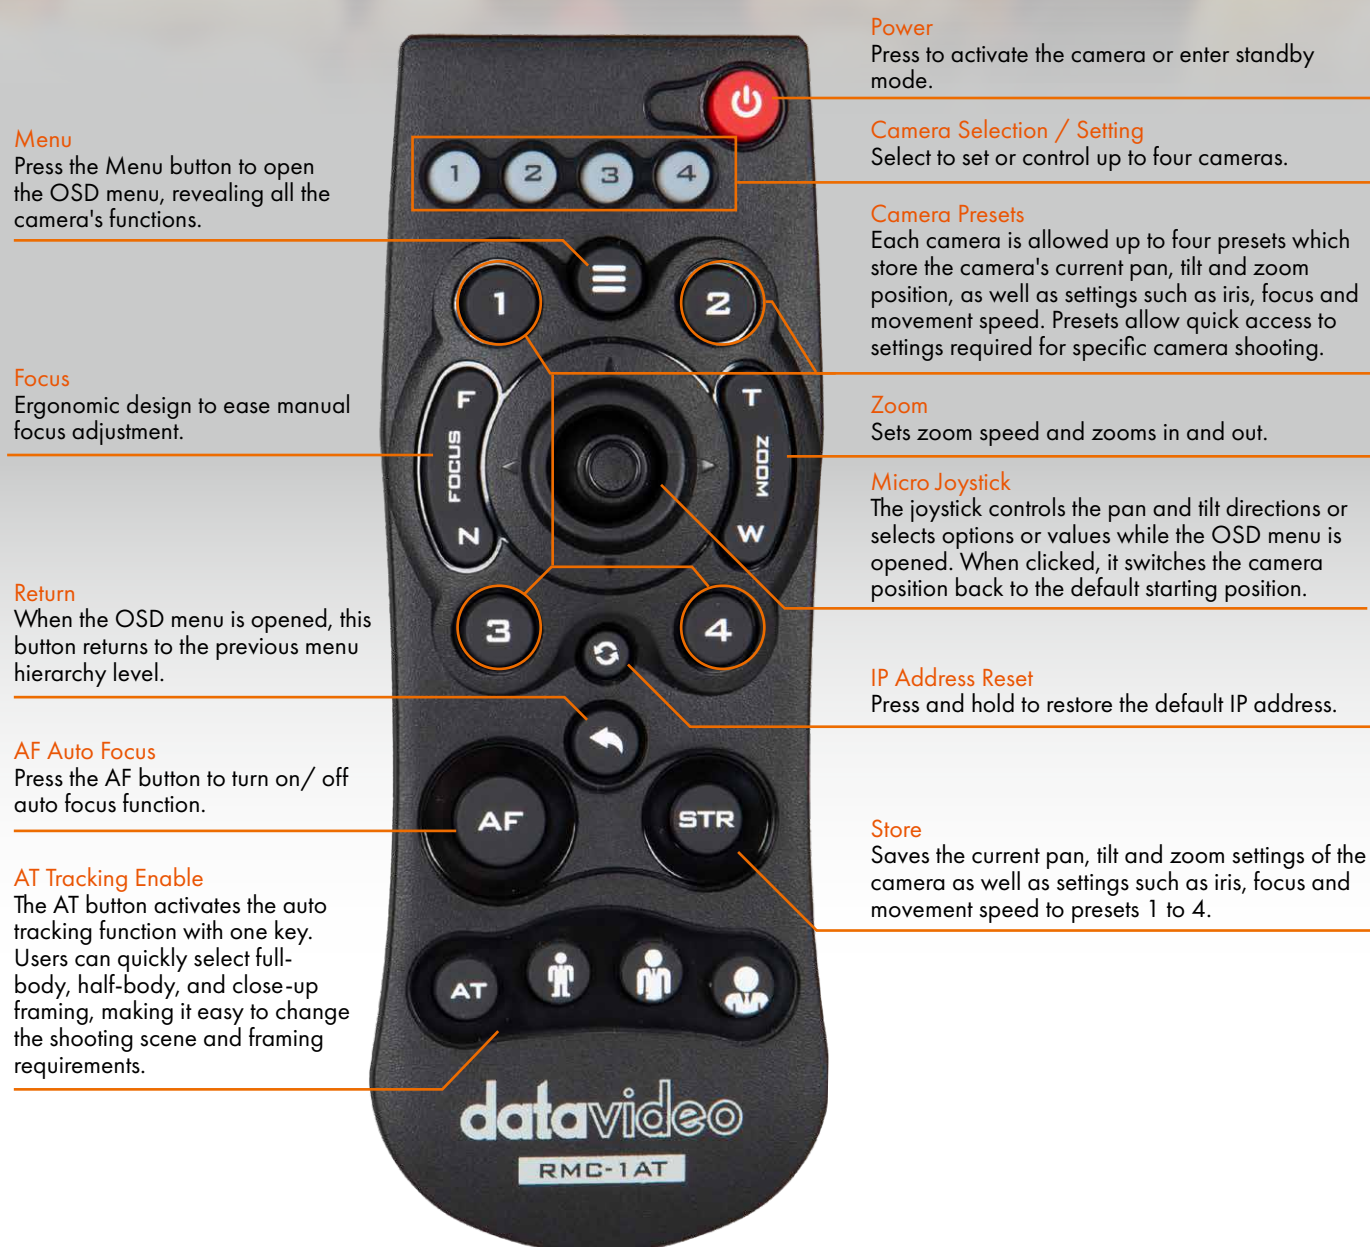 Power
Press to activate the camera or enter standby
mode.
Camera Selection / Setting
Select to set or control up to four cameras.
Camera Presets
Each camera is allowed up to four presets which
store the camera's current pan, tilt and zoom
position, as well as settings such as iris, focus and
movement speed. Presets allow quick access to
settings required for specific camera shooting.
Zoom
Sets zoom speed and zooms in and out.
Micro Joystick
The joystick controls the pan and tilt directions or
selects options or values while the OSD menu is
opened. When clicked, it switches the camera
position back to the default starting position.
IP Address Reset
Press and hold to restore the default IP address.
Store
Saves the current pan, tilt and zoom settings of the
camera as well as settings such as iris, focus and
movement speed to presets 1 to 4.
Menu
Press the Menu button to open
the OSD menu, revealing all the
camera's functions.
Focus
Ergonomic design to ease manual
focus adjustment.
Return
When the OSD menu is opened, this
button returns to the previous menu
hierarchy level.
AF Auto Focus
Press the AF button to turn on/ off
auto focus function.
AT Tracking Enable
The AT button activates the auto
tracking function with one key.
Users can quickly select full-
body, half-body, and close-up
framing, making it easy to change
the shooting scene and framing
requirements.
1 2 3 4
1 2
F
FOCUS
N
T
ZOOM
W
3 4
AF STR
AT
datavideo
RMC-1AT